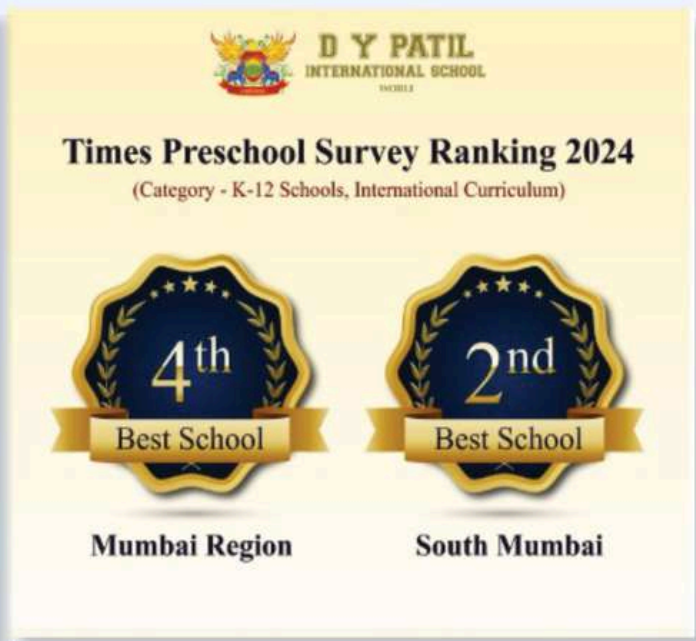 D Y PATIL
INTERNATIONAL SCHOOL
WORLI
Times Preschool Survey Ranking 2024
(Category - K-12 Schools, International Curriculum)
4th
Best School
Mumbai Region
2nd
Best School
South Mumbai